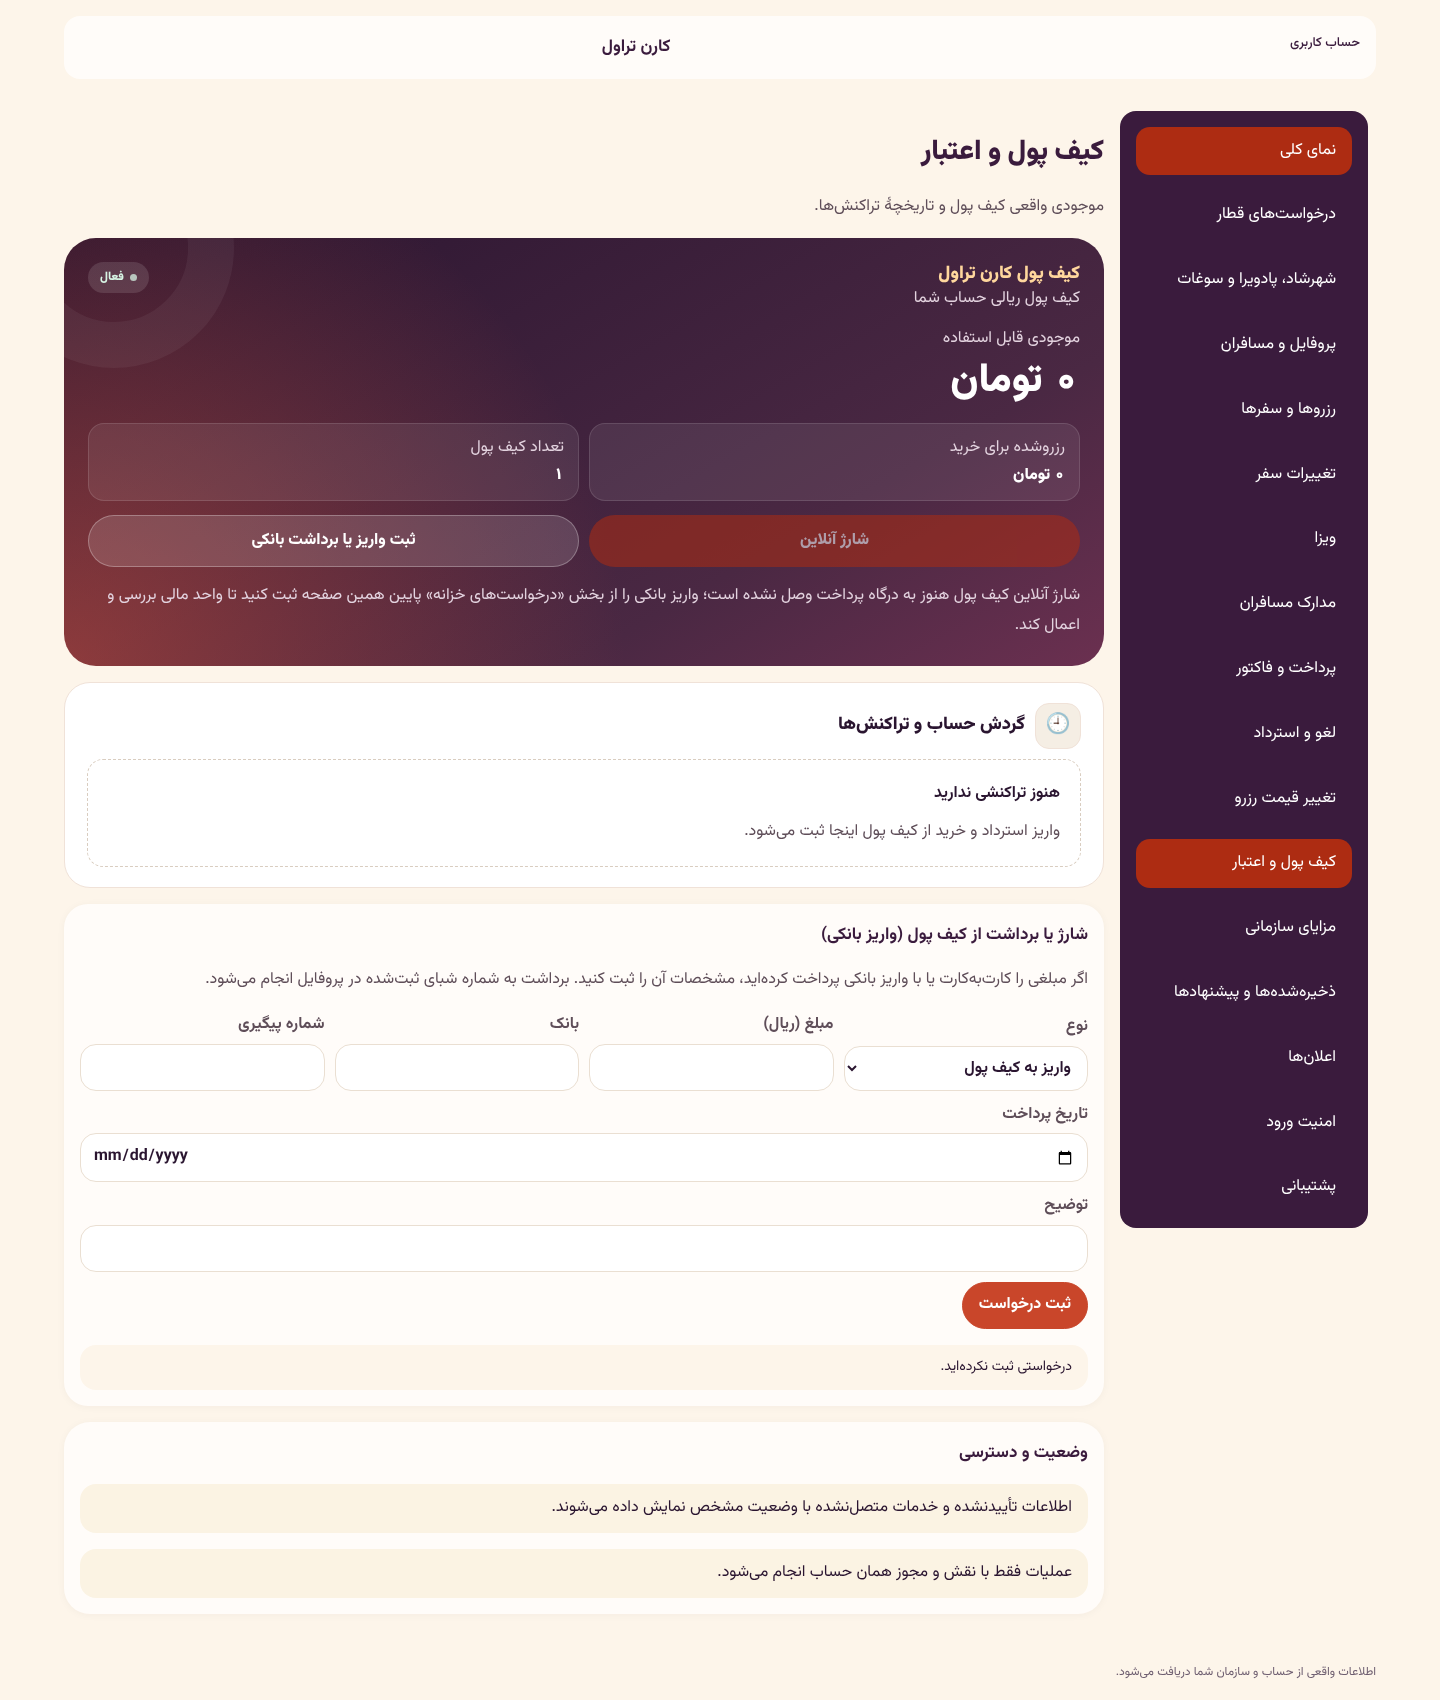 حساب کاربری
کارن تراول
نمای کلی
درخواست‌های قطار
شهرشاد، پادویرا و سوغات
پروفایل و مسافران
رزروها و سفرها
تغییرات سفر
ویزا
مدارک مسافران
پرداخت و فاکتور
لغو و استرداد
تغییر قیمت رزرو
کیف پول و اعتبار
مزایای سازمانی
ذخیره‌شده‌ها و پیشنهادها
اعلان‌ها
امنیت ورود
پشتیبانی
کیف پول و اعتبار
موجودی واقعی کیف پول و تاریخچهٔ تراکنش‌ها.
کیف پول کارن تراول
فعال
کیف پول ریالی حساب شما
موجودی قابل استفاده
۰ تومان
رزروشده برای خرید
۰ تومان
تعداد کیف پول
۱
شارژ آنلاین
ثبت واریز یا برداشت بانکی
شارژ آنلاین کیف پول هنوز به درگاه پرداخت وصل نشده است؛ واریز بانکی را از بخش «درخواست‌های خزانه» پایین همین صفحه ثبت کنید تا واحد مالی بررسی و
اعمال کند.
گردش حساب و تراکنش‌ها
هنوز تراکنشی ندارید
واریز استرداد و خرید از کیف پول اینجا ثبت می‌شود.
شارژ یا برداشت از کیف پول (واریز بانکی)
اگر مبلغی را کارت‌به‌کارت یا با واریز بانکی پرداخت کرده‌اید، مشخصات آن را ثبت کنید. برداشت به شماره شبای ثبت‌شده در پروفایل انجام می‌شود.
نوع
مبلغ (ریال)
بانک
شماره پیگیری
واریز به کیف پول
تاریخ پرداخت
mm/dd/yyyy
توضیح
ثبت درخواست
درخواستی ثبت نکرده‌اید.
وضعیت و دسترسی
اطلاعات تأییدنشده و خدمات متصل‌نشده با وضعیت مشخص نمایش داده می‌شوند.
عملیات فقط با نقش و مجوز همان حساب انجام می‌شود.
اطلاعات واقعی از حساب و سازمان شما دریافت می‌شود.